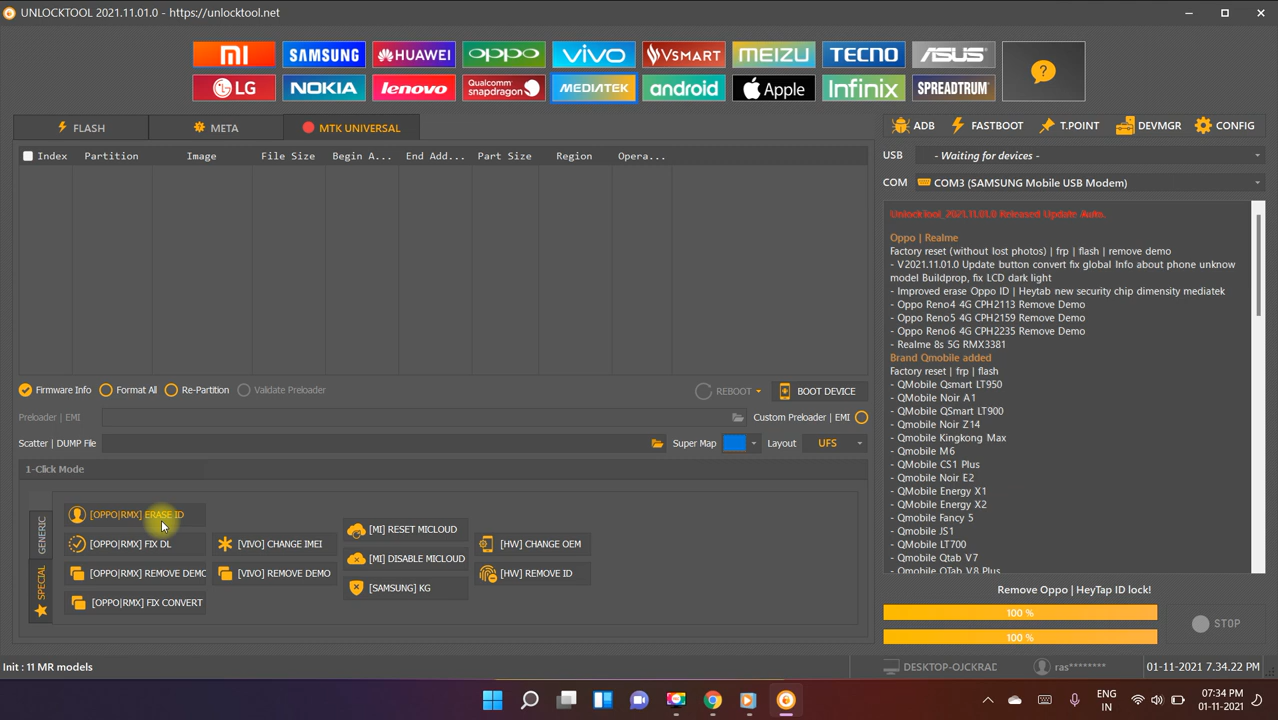 UNLOCKTOOL 2021.11.01.0 - https://unlocktool.net
MI SAMSUNG HUAWEI OPPO VIVO VSMART MEIZU TECNO ASUS ?
LG NOKIA lenovo Qualcomm snapdragon MEDIATEK android Apple Infinix SPREADTRUM
FLASH META MTK UNIVERSAL
ADB FASTBOOT T.POINT DEVMGR CONFIG
Index Partition Image File Size Begin A... End Add... Part Size Region Opera...
USB - Waiting for devices -
COM COM3 (SAMSUNG Mobile USB Modem)
UnlockTool_2021.11.01.0 Released Update Auto.
Oppo | Realme
Factory reset (without lost photos) | frp | flash | remove demo
- V2021.11.01.0 Update button convert fix global Info about phone unknow
model Buildprop, fix LCD dark light
- Improved erase Oppo ID | Heytab new security chip dimensity mediatek
- Oppo Reno4 4G CPH2113 Remove Demo
- Oppo Reno5 4G CPH2159 Remove Demo
- Oppo Reno6 4G CPH2235 Remove Demo
- Realme 8s 5G RMX3381
Brand Qmobile added
Factory reset | frp | flash
- QMobile Qsmart LT950
- QMobile Noir A1
- QMobile QSmart LT900
- Qmobile Noir Z14
- Qmobile Kingkong Max
- Qmobile M6
- QMobile CS1 Plus
- QMobile Noir E2
- QMobile Energy X1
- QMobile Energy X2
- Qmobile Fancy 5
- QMobile JS1
- QMobile LT700
- QMobile Qtab V7
- QMobile QTAB V8 Plus
Firmware Info Format All Re-Partition Validate Preloader REBOOT BOOT DEVICE
Preloader | EMI Custom Preloader | EMI
Scatter | DUMP File Super Map Layout UFS
1-Click Mode
GENERIC
SPECIAL
[OPPO|RMX] ERASE ID
[OPPO|RMX] FIX DL
[OPPO|RMX] REMOVE DEMO
[OPPO|RMX] FIX CONVERT
[VIVO] CHANGE IMEI
[VIVO] REMOVE DEMO
[MI] RESET MICLOUD
[MI] DISABLE MICLOUD
[SAMSUNG] KG
[HW] CHANGE OEM
[HW] REMOVE ID
Remove Oppo | HeyTap ID lock!
100 %
100 %
STOP
Init : 11 MR models
DESKTOP-OJCKRAD ras******** 01-11-2021 7.34.22 PM
ENG
IN
07:34 PM
01-11-2021